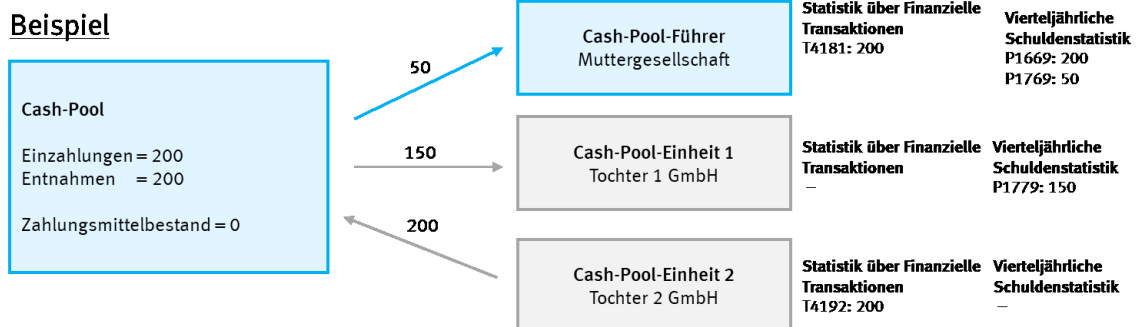 Beispiel
Cash-Pool
Einzahlungen = 200
Entnahmen = 200
Zahlungsmittelbestand = 0
50
150
200
Cash-Pool-Führer
Muttergesellschaft
Statistik über Finanzielle
Transaktionen
T4181: 200
Vierteljährliche
Schuldenstatistik
P1669: 200
P1769: 50
Cash-Pool-Einheit 1
Tochter 1 GmbH
Statistik über Finanzielle
Transaktionen
–
Vierteljährliche
Schuldenstatistik
P1779: 150
Cash-Pool-Einheit 2
Tochter 2 GmbH
Statistik über Finanzielle
Transaktionen
T4192: 200
Vierteljährliche
Schuldenstatistik
–